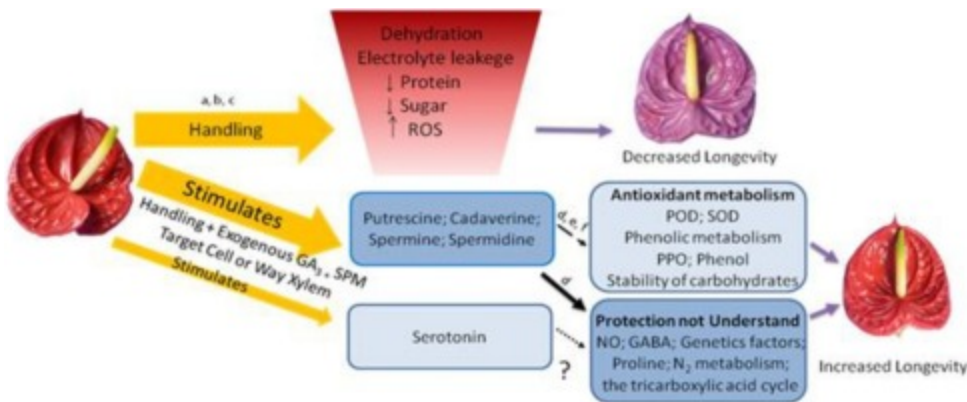 a, b, c
Handling
Dehydration
Electrolyte leakege
↓ Protein
↓ Sugar
↑ ROS
Decreased Longevity
Stimulates
Handling + Exogenous GA₃ + SPM
Target Cell or Way Xylem
Stimulates
Putrescine; Cadaverine;
Spermine; Spermidine
d, e, f
Antioxidant metabolism
POD; SOD
Phenolic metabolism
PPO; Phenol
Stability of carbohydrates
d
Serotonin
?
Protection not Understand
NO; GABA; Genetics factors;
Proline; N₂ metabolism;
the tricarboxylic acid cycle
Increased Longevity